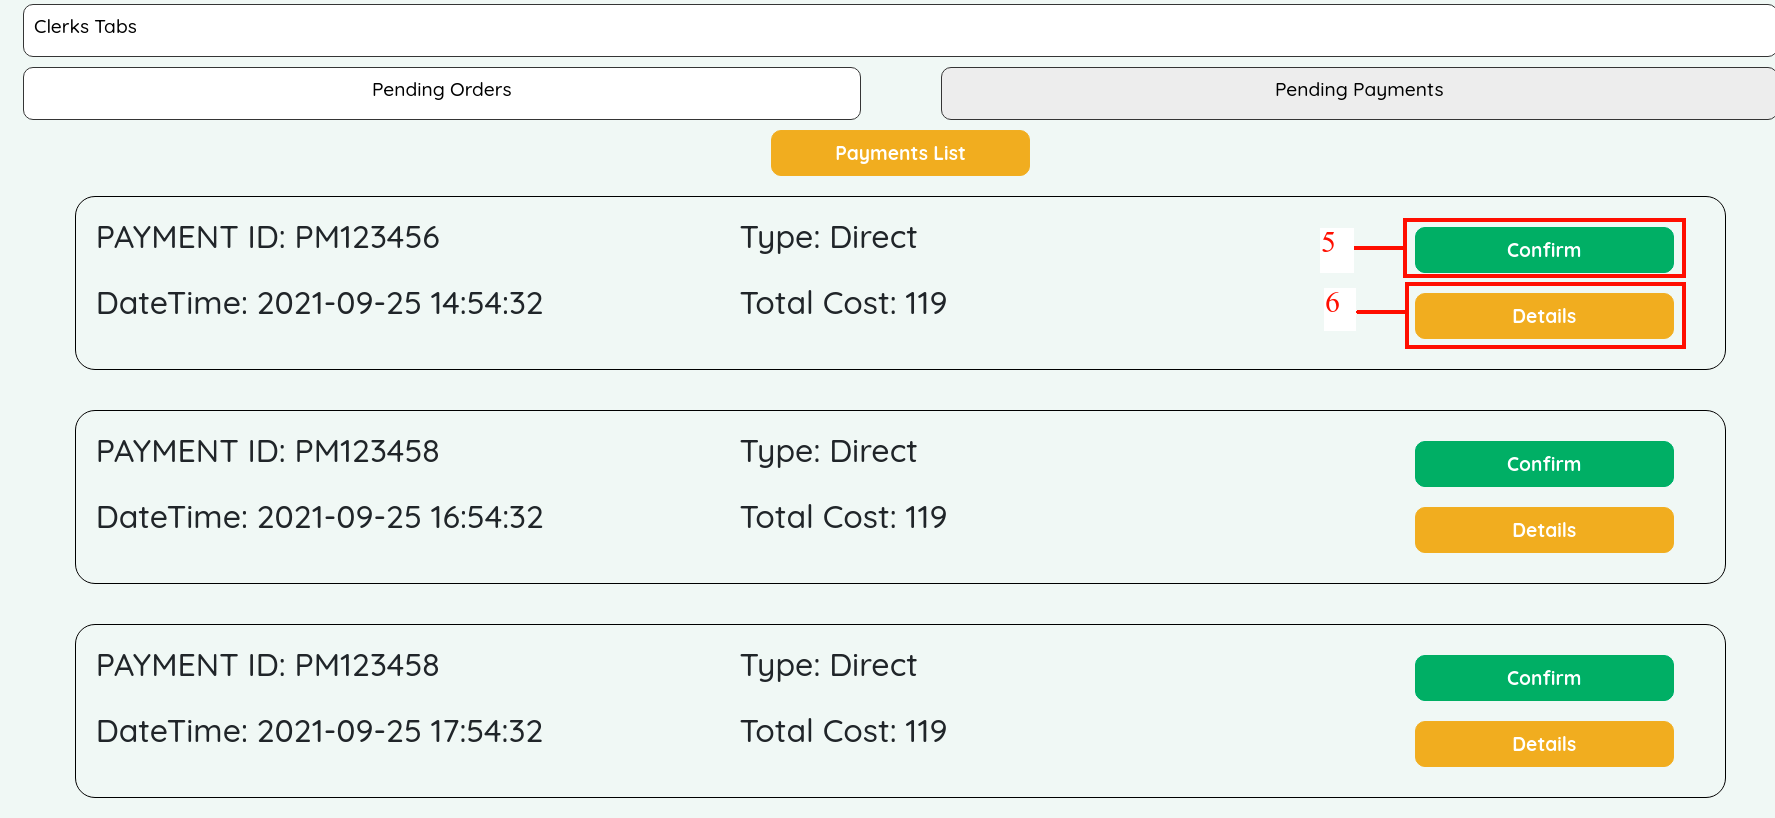 Clerks Tabs
Pending Orders
Pending Payments
Payments List
PAYMENT ID: PM123456
Type: Direct
5
Confirm
DateTime: 2021-09-25 14:54:32
Total Cost: 119
6
Details
PAYMENT ID: PM123458
Type: Direct
Confirm
DateTime: 2021-09-25 16:54:32
Total Cost: 119
Details
PAYMENT ID: PM123458
Type: Direct
Confirm
DateTime: 2021-09-25 17:54:32
Total Cost: 119
Details